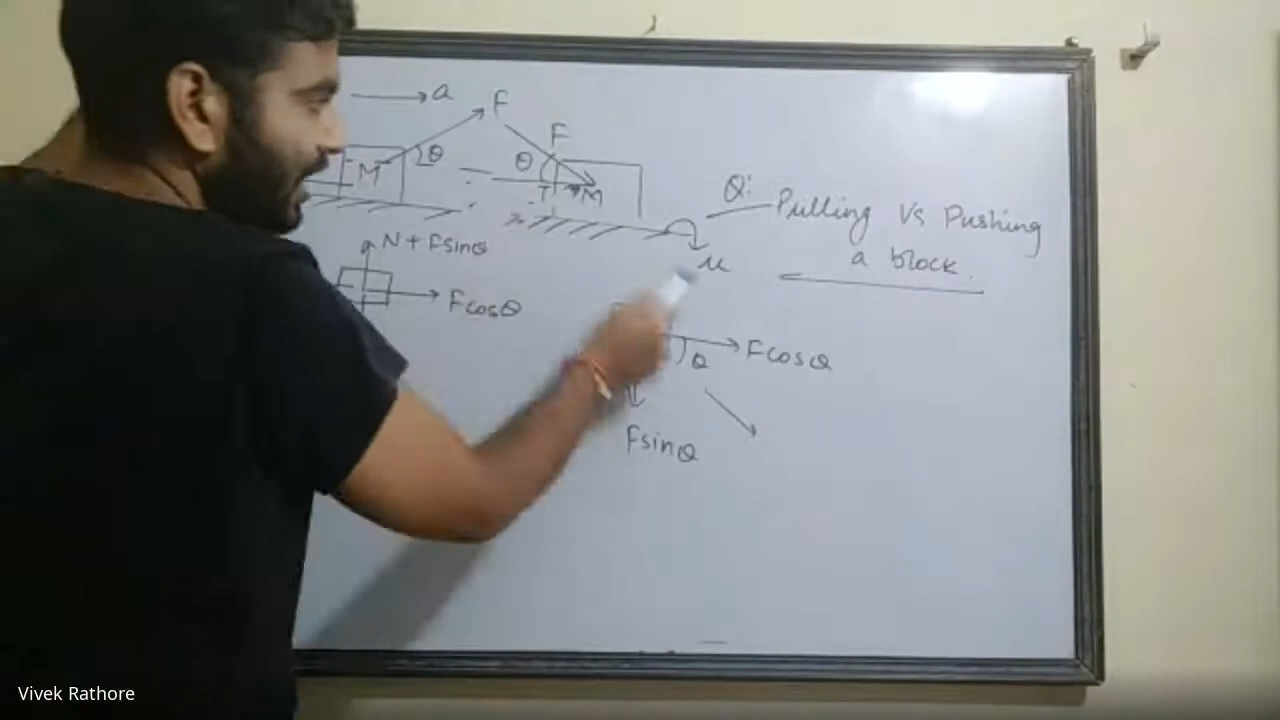 a
F
F
θ
θ
M
M
Q: Pulling Vs Pushing
a block.
μ
N + Fsinθ
Fcosθ
Fcosθ
θ
Fsinθ
Vivek Rathore